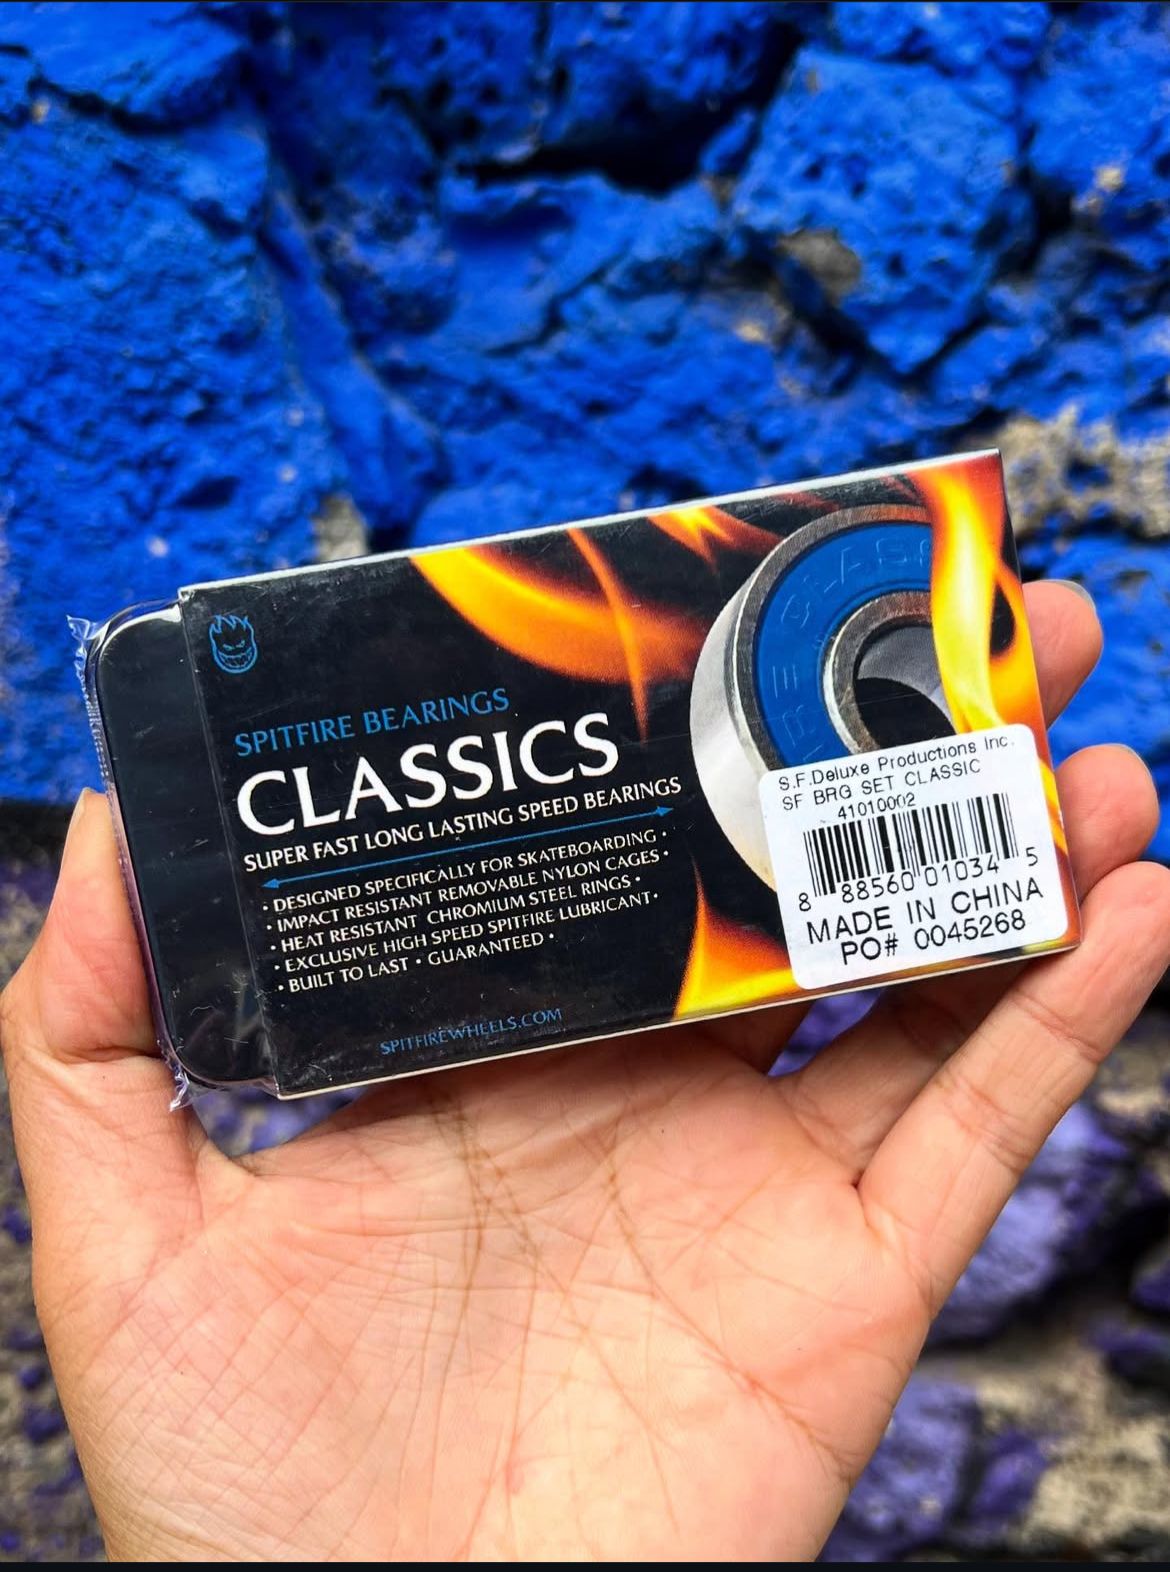 SPITFIRE BEARINGS
CLASSICS
SUPER FAST LONG LASTING SPEED BEARINGS
• DESIGNED SPECIFICALLY FOR SKATEBOARDING •
• IMPACT RESISTANT REMOVABLE NYLON CAGES •
• HEAT RESISTANT CHROMIUM STEEL RINGS •
• EXCLUSIVE HIGH SPEED SPITFIRE LUBRICANT •
• BUILT TO LAST • GUARANTEED •
SPITFIREWHEELS.COM
S.F.Deluxe Productions Inc.
SF BRG SET CLASSIC
41010002
8 88560 01034 5
MADE IN CHINA
PO# 0045268